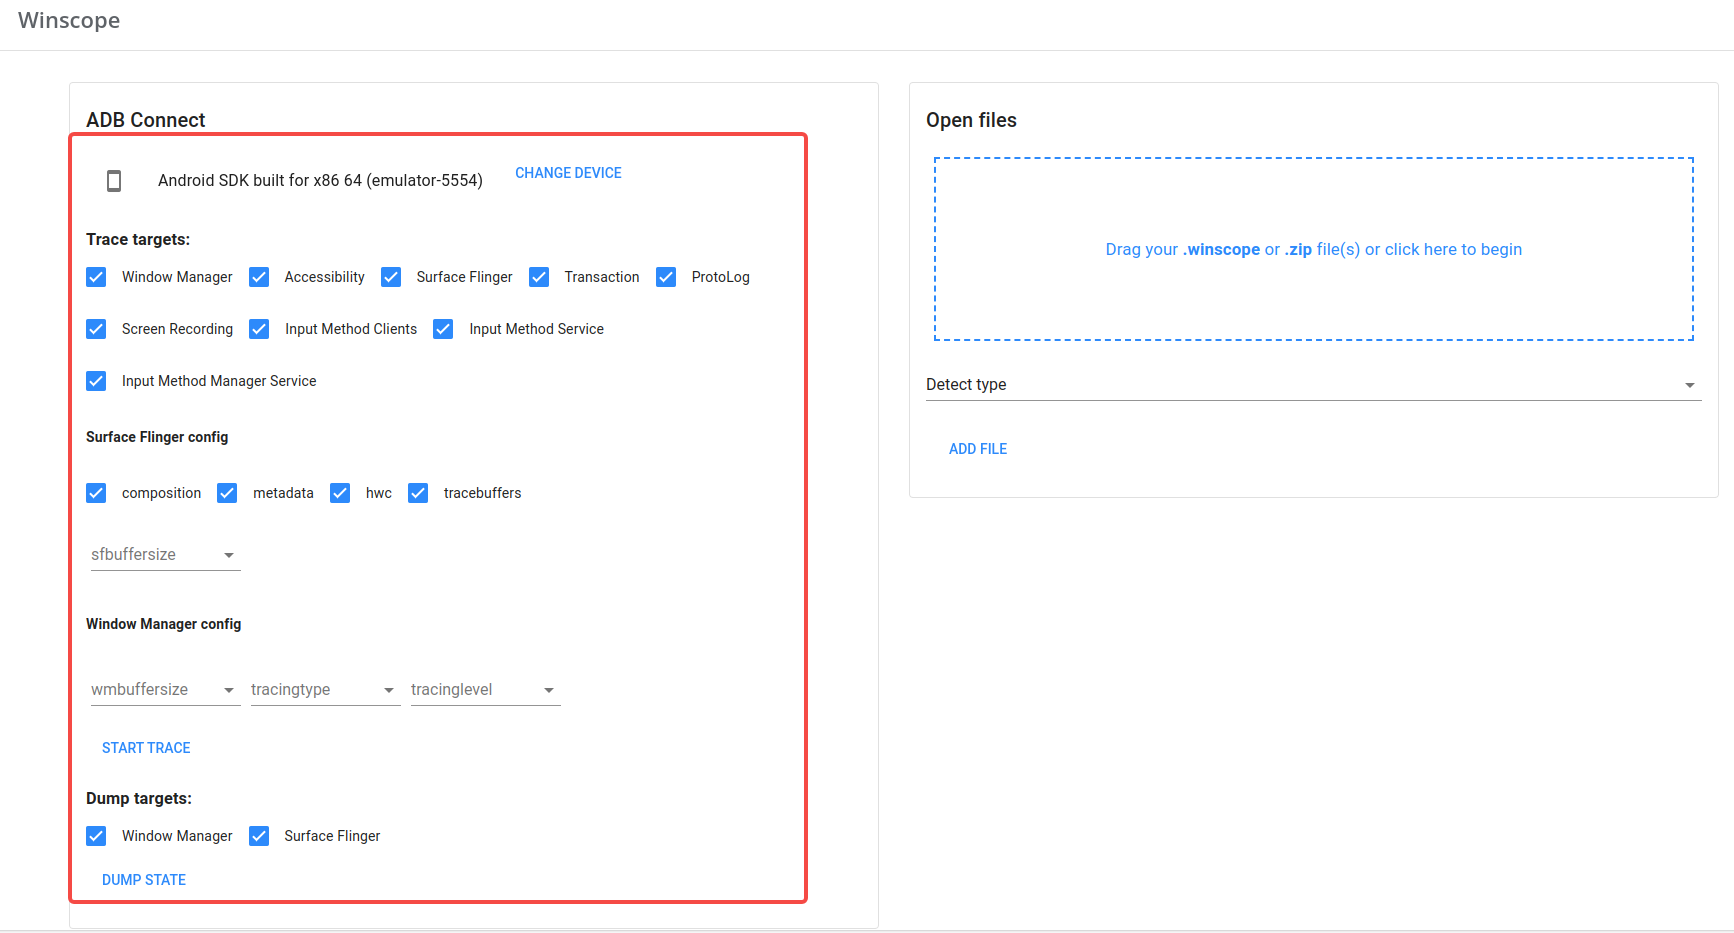 Winscope
ADB Connect
Android SDK built for x86 64 (emulator-5554) CHANGE DEVICE
Trace targets:
Window Manager Accessibility Surface Flinger Transaction ProtoLog
Screen Recording Input Method Clients Input Method Service
Input Method Manager Service
Surface Flinger config
composition metadata hwc tracebuffers
sfbuffersize
Window Manager config
wmbuffersize tracingtype tracinglevel
START TRACE
Dump targets:
Window Manager Surface Flinger
DUMP STATE
Open files
Drag your .winscope or .zip file(s) or click here to begin
Detect type
ADD FILE